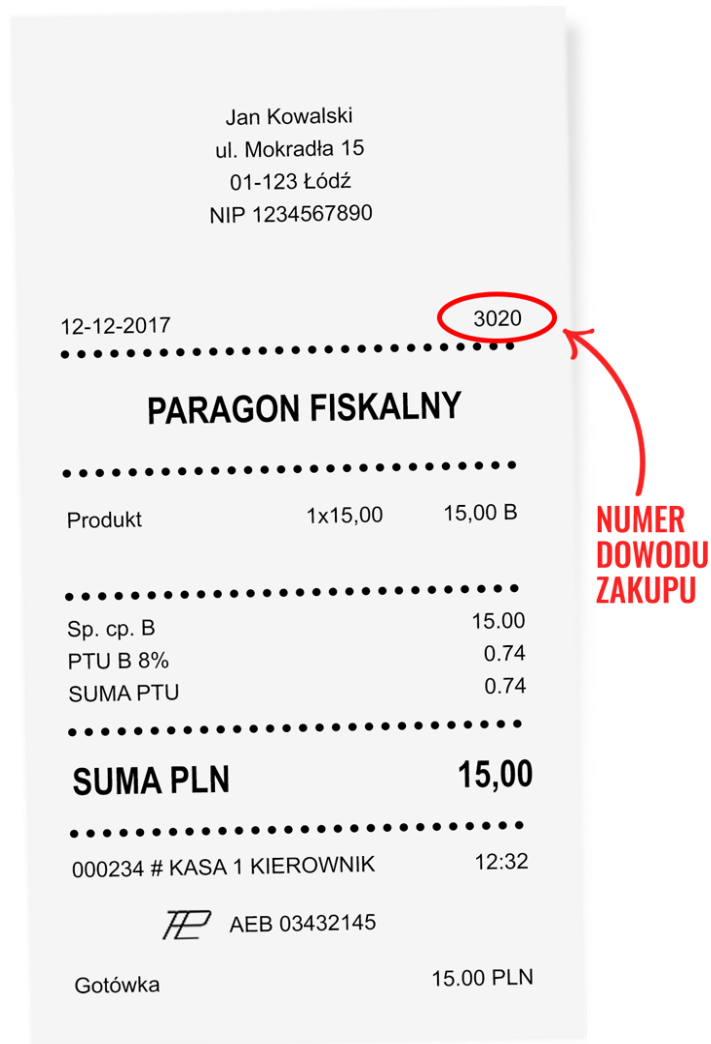 Jan Kowalski
ul. Mokradła 15
01-123 Łódź
NIP 1234567890
12-12-2017 3020
PARAGON FISKALNY
Produkt 1x15,00 15,00 B
NUMER
DOWODU
ZAKUPU
Sp. cp. B 15.00
PTU B 8% 0.74
SUMA PTU 0.74
SUMA PLN 15,00
000234 # KASA 1 KIEROWNIK 12:32
AEB 03432145
Gotówka 15.00 PLN